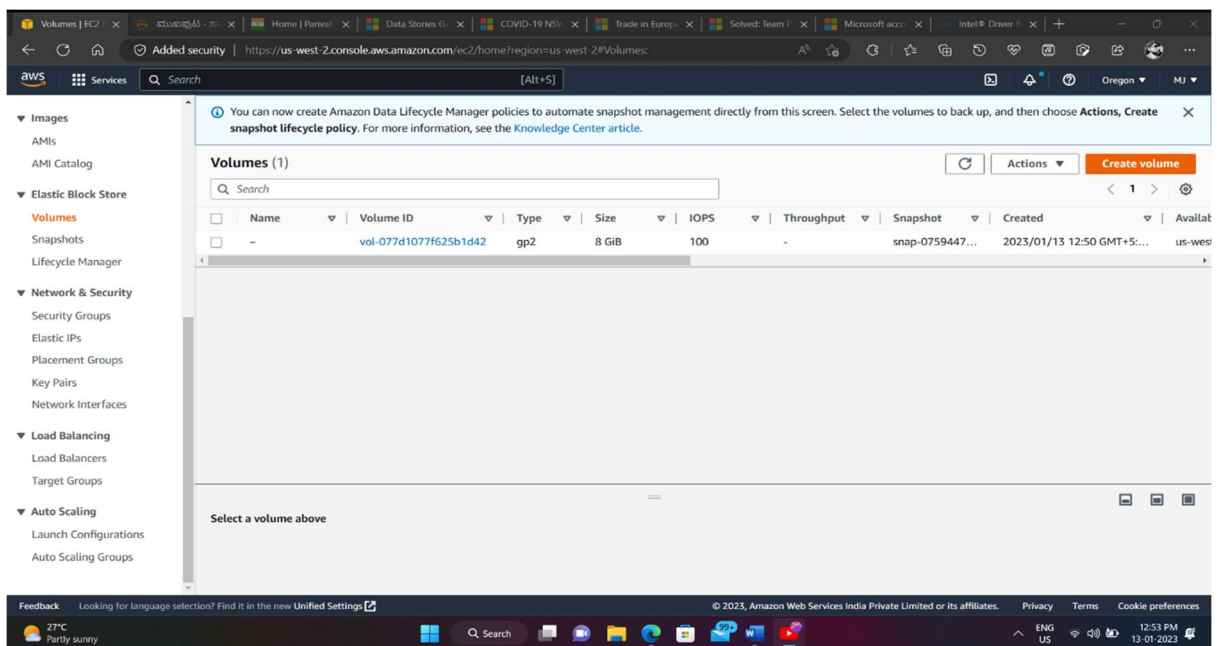 Volumes | EC2
Home | Parivah
Data Stories G
COVID-19 NSW
Trade in Europ
Solved: Team
Microsoft acco
Intel® Driver &
Added security | https://us-west-2.console.aws.amazon.com/ec2/home?region=us-west-2#Volumes:
aws Services Search [Alt+S] Oregon MJ
You can now create Amazon Data Lifecycle Manager policies to automate snapshot management directly from this screen. Select the volumes to back up, and then choose Actions, Create
snapshot lifecycle policy. For more information, see the Knowledge Center article.
Images
AMIs
AMI Catalog
Elastic Block Store
Volumes
Snapshots
Lifecycle Manager
Network & Security
Security Groups
Elastic IPs
Placement Groups
Key Pairs
Network Interfaces
Load Balancing
Load Balancers
Target Groups
Auto Scaling
Launch Configurations
Auto Scaling Groups
Volumes (1)
Actions
Create volume
Search
1
Name Volume ID Type Size IOPS Throughput Snapshot Created Availab
– vol-077d1077f625b1d42 gp2 8 GiB 100 - snap-0759447... 2023/01/13 12:50 GMT+5:... us-wes
Select a volume above
Feedback Looking for language selection? Find it in the new Unified Settings © 2023, Amazon Web Services India Private Limited or its affiliates. Privacy Terms Cookie preferences
27°C
Partly sunny
Search
99+
ENG
US
12:53 PM
13-01-2023